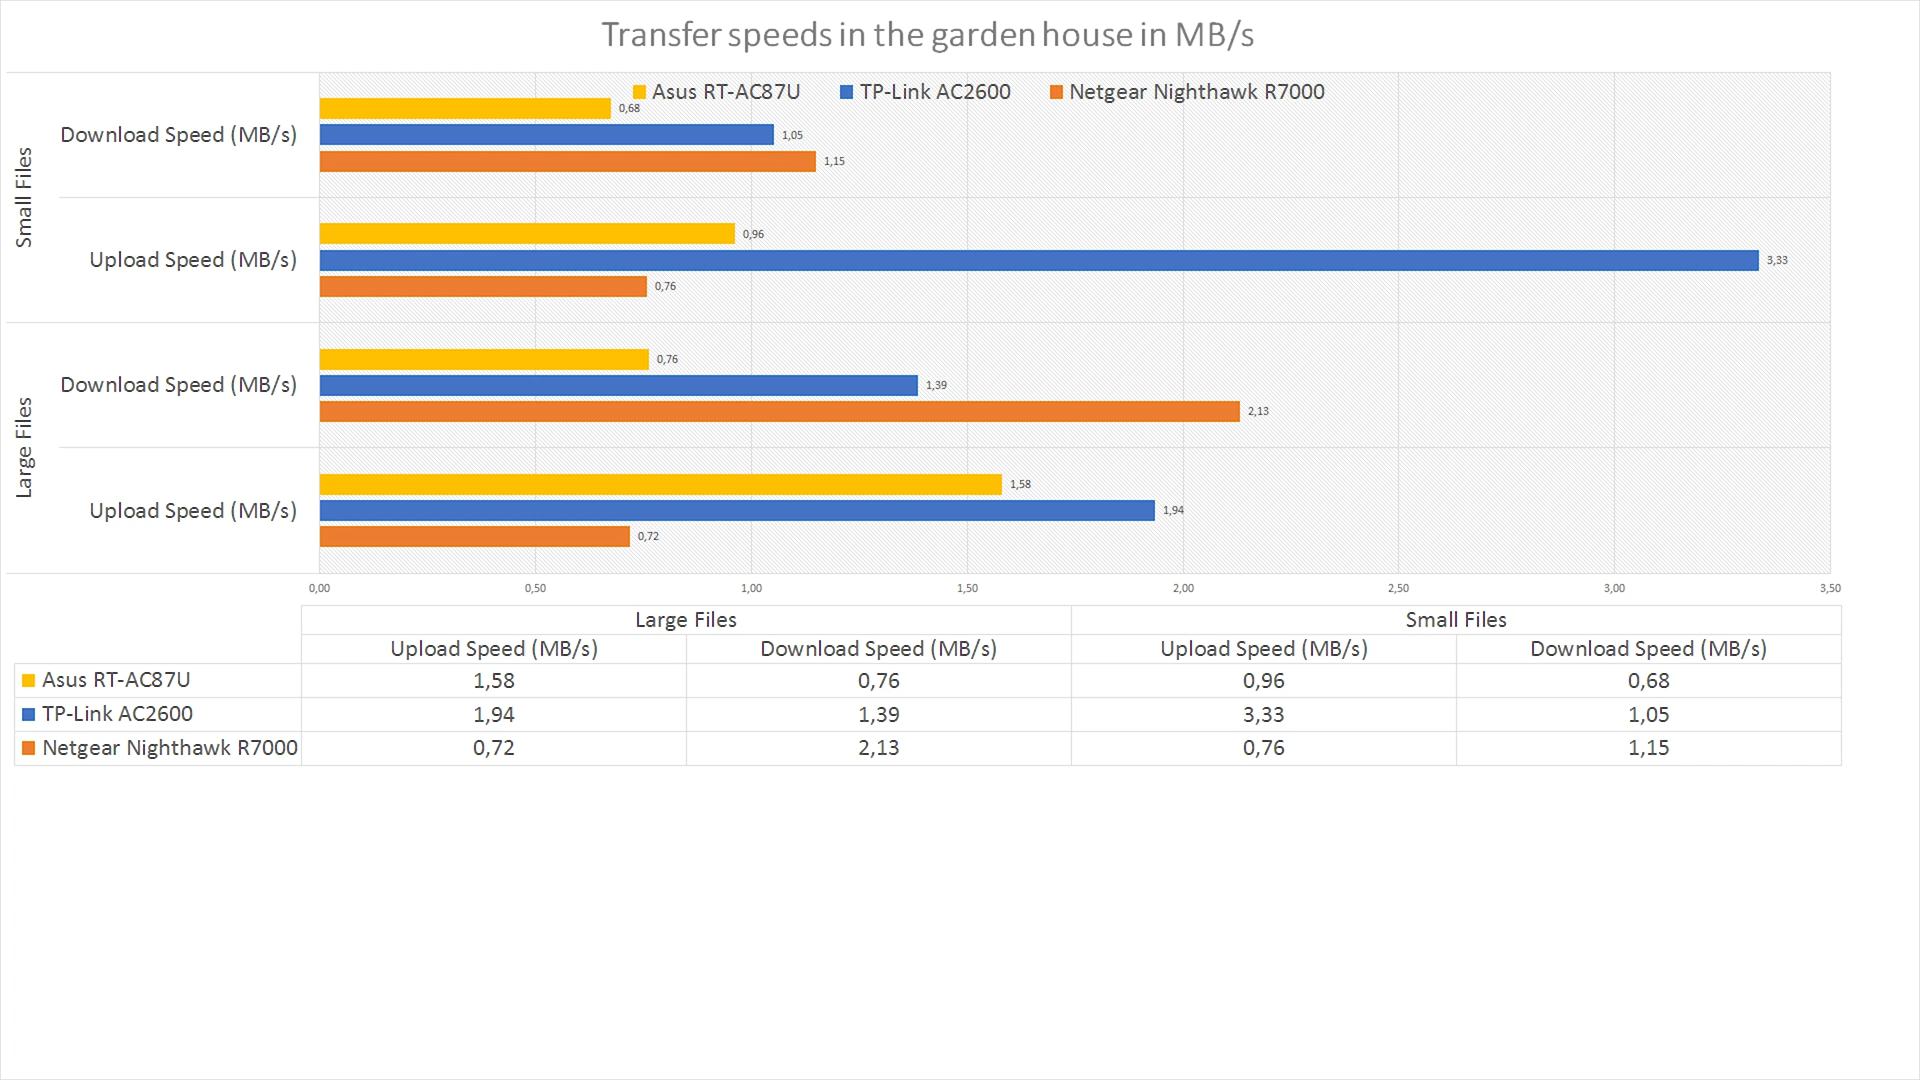 Transfer speeds in the garden house in MB/s
Asus RT-AC87U TP-Link AC2600 Netgear Nighthawk R7000
Small Files
Download Speed (MB/s)
0,68
1,05
1,15
Upload Speed (MB/s)
0,96
3,33
0,76
Large Files
Download Speed (MB/s)
0,76
1,39
2,13
Upload Speed (MB/s)
1,58
1,94
0,72
0,00 0,50 1,00 1,50 2,00 2,50 3,00 3,50
Large Files Small Files
Upload Speed (MB/s) Download Speed (MB/s) Upload Speed (MB/s) Download Speed (MB/s)
Asus RT-AC87U 1,58 0,76 0,96 0,68
TP-Link AC2600 1,94 1,39 3,33 1,05
Netgear Nighthawk R7000 0,72 2,13 0,76 1,15